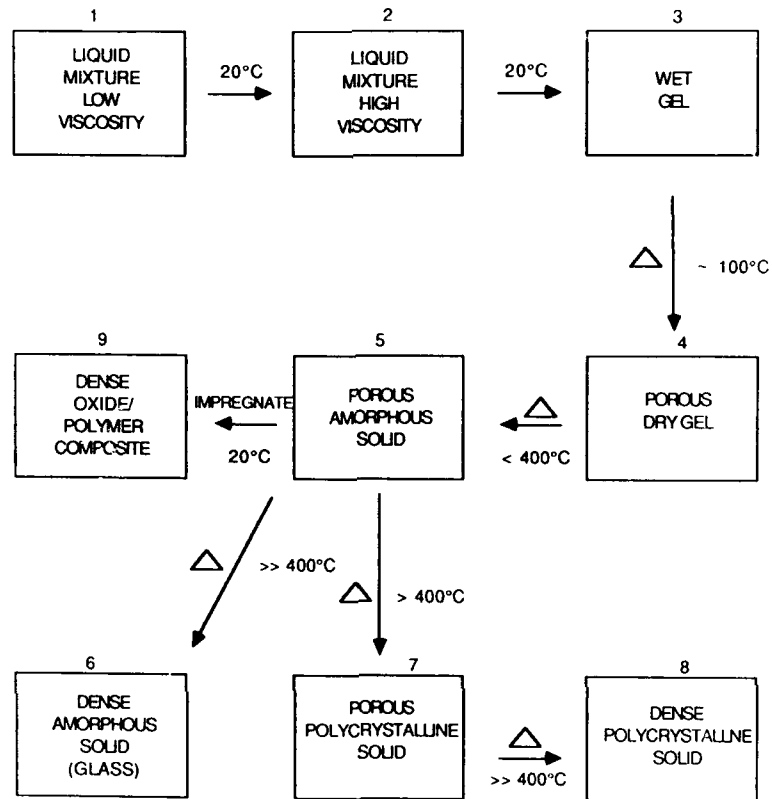 1
LIQUID
MIXTURE
LOW
VISCOSITY
20°C
2
LIQUID
MIXTURE
HIGH
VISCOSITY
20°C
3
WET
GEL
~ 100°C
4
POROUS
DRY GEL
< 400°C
5
POROUS
AMORPHOUS
SOLID
IMPREGNATE
20°C
9
DENSE
OXIDE/
POLYMER
COMPOSITE
>> 400°C
> 400°C
6
DENSE
AMORPHOUS
SOLID
(GLASS)
7
POROUS
POLYCRYSTALLINE
SOLID
>> 400°C
8
DENSE
POLYCRYSTALLNE
SOLID